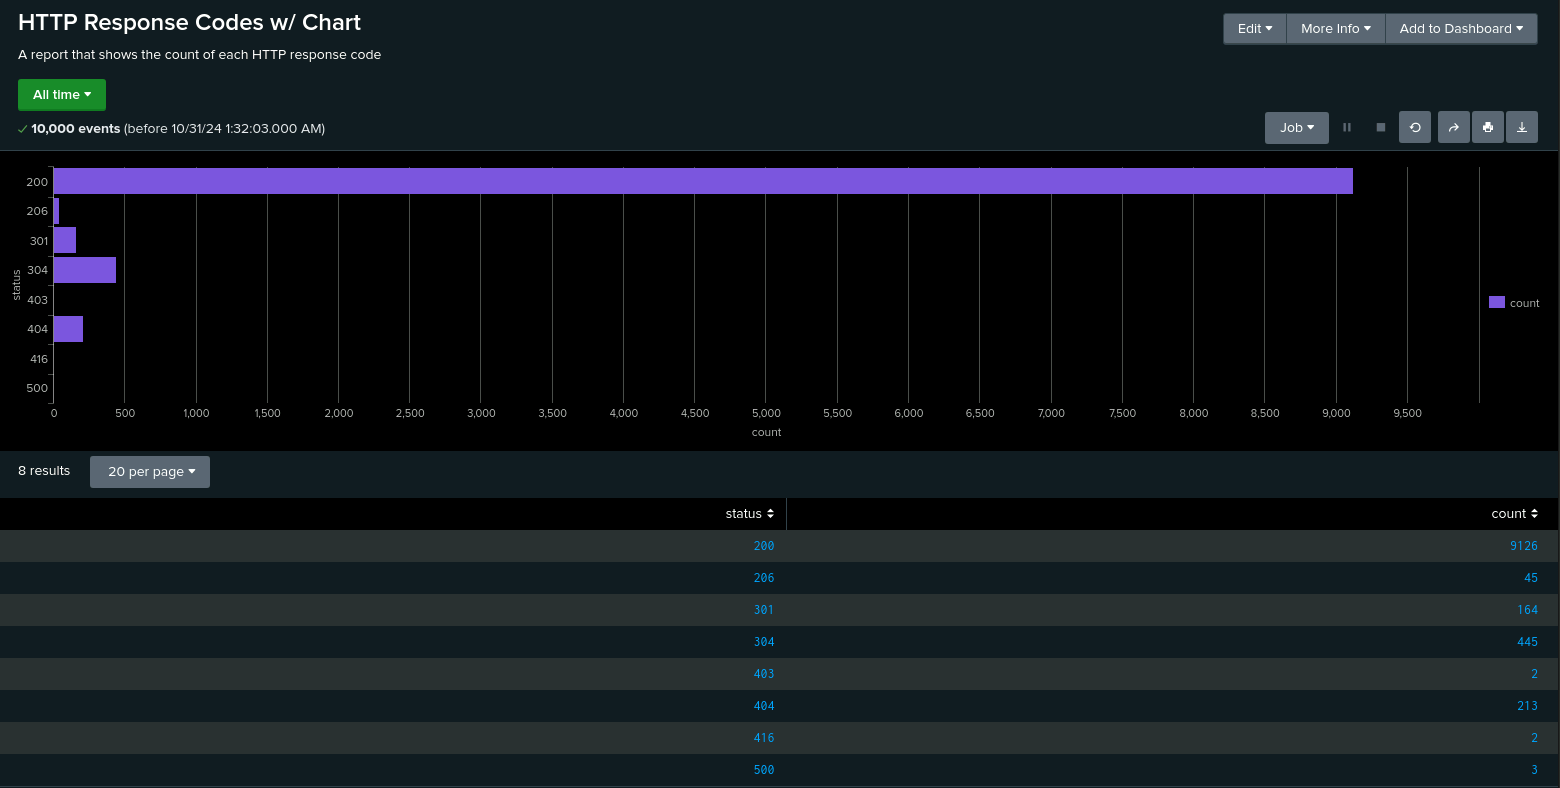 HTTP Response Codes w/ Chart
Edit More Info Add to Dashboard
A report that shows the count of each HTTP response code
All time
10,000 events (before 10/31/24 1:32:03.000 AM)
Job
200
206
301
304
403
404
416
500
status
0 500 1,000 1,500 2,000 2,500 3,000 3,500 4,000 4,500 5,000 5,500 6,000 6,500 7,000 7,500 8,000 8,500 9,000 9,500
count
count
8 results 20 per page
status count
200 9126
206 45
301 164
304 445
403 2
404 213
416 2
500 3